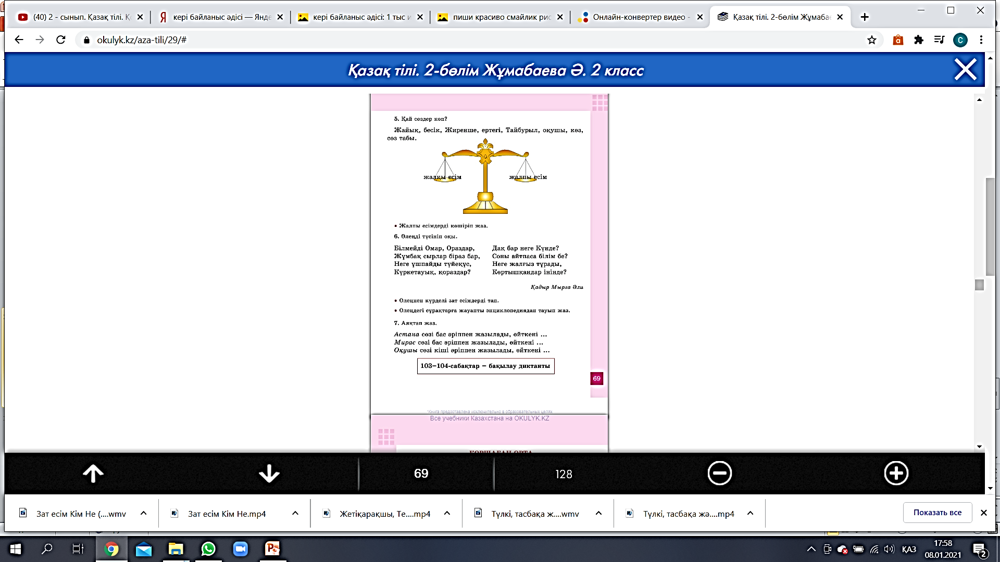 (40) 2 - сынып. Қазақ тілі. Қ
кері байланыс әдісі — Янде
кері байланыс әдісі: 1 тыс и
пиши красиво смайлик рис
Онлайн-конвертер видео -
Қазақ тілі. 2-бөлім Жұмабае
okulyk.kz/aza-tili/29/#
C
Қазақ тілі. 2-бөлім Жұмабаева Ә. 2 класс
5. Қай сөздер көп?
Жайық, бесік, Жиренше, ертегі, Тайбурыл, оқушы, көз,
сөз табы.
жалқы есім жалпы есім
• Жалпы есімдерді көшіріп жаз.
6. Өлеңді түсініп оқы.
Білмейді Омар, Ораздар,
Жұмбақ сырлар біраз бар,
Неге ұшпайды түйеқұс,
Күркетауық, қораздар?
Дақ бар неге Күнде?
Соны айтпаса білім бе?
Неге жалғыз тұрады,
Көртышқандар інінде?
Қадыр Мырза Әли
• Өлеңнен күрделі зат есімдерді тап.
• Өлеңдегі сұрақтарға жауапты энциклопедиядан тауып жаз.
7. Аяқтап жаз.
Астана сөзі бас әріппен жазылады, өйткені ...
Мирас сөзі бас әріппен жазылады, өйткені ...
Оқушы сөзі кіші әріппен жазылады, өйткені ...
103–104-сабақтар – бақылау диктанты
69
*Книга предоставлена исключительно в образовательных целях
Все учебники Казахстана на OKULYK.KZ
ҚОРШАҒАН ОРТА
69
128
Зат есім Кім Не (....wmv
Зат есім Кім Не.mp4
Жетіқарақшы, Те....mp4
Түлкі, тасбақа ж....wmv
Түлкі, тасбақа жә....mp4
Показать все
ҚАЗ
17:58
08.01.2021
2